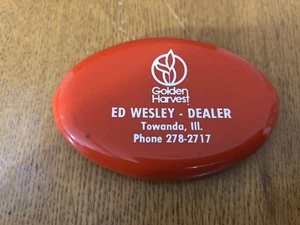 Golden
Harvest
ED WESLEY - DEALER
Towanda, Ill.
Phone 278-2717